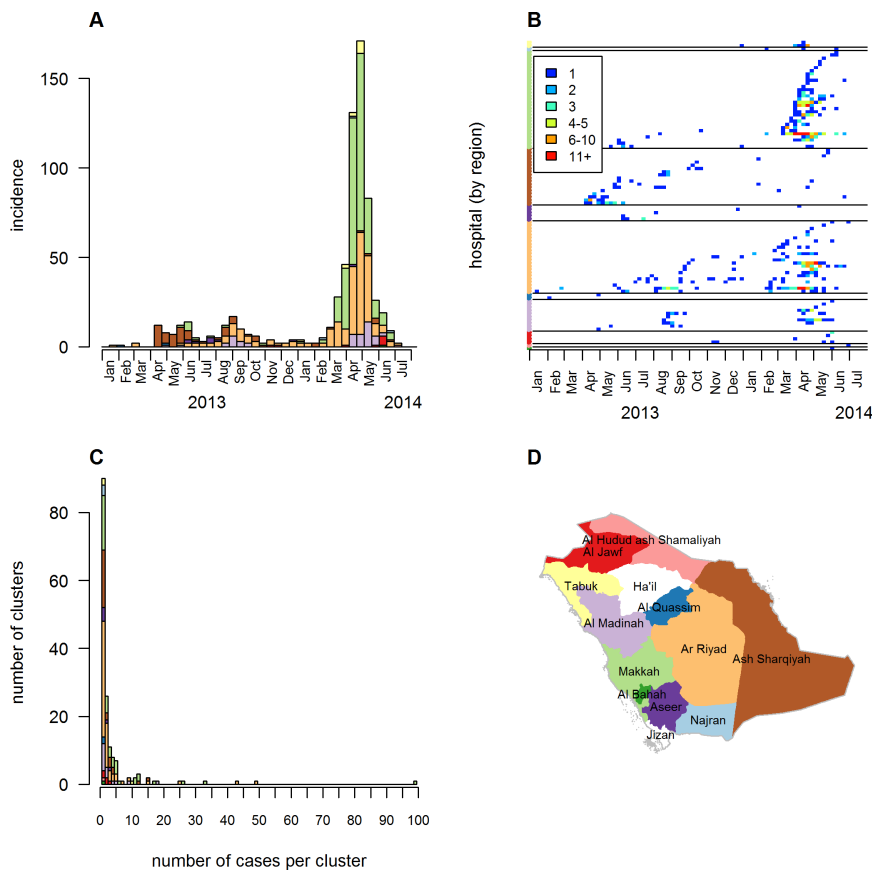 A
incidence
150
100
50
0
Jan Feb Mar Apr May Jun Jul Aug Sep Oct Nov Dec Jan Feb Mar Apr May Jun Jul
2013 2014
B
hospital (by region)
1
2
3
4-5
6-10
11+
Jan Feb Mar Apr May Jun Jul Aug Sep Oct Nov Dec Jan Feb Mar Apr May Jun Jul
2013 2014
C
number of clusters
80
60
40
20
0
0 10 20 30 40 50 60 70 80 90 100
number of cases per cluster
D
Al Hudud ash Shamaliyah
Al Jawf
Tabuk
Ha'il
Al Quassim
Al Madinah
Ar Riyad
Ash Sharqiyah
Makkah
Al Bahah
Aseer
Najran
Jizan